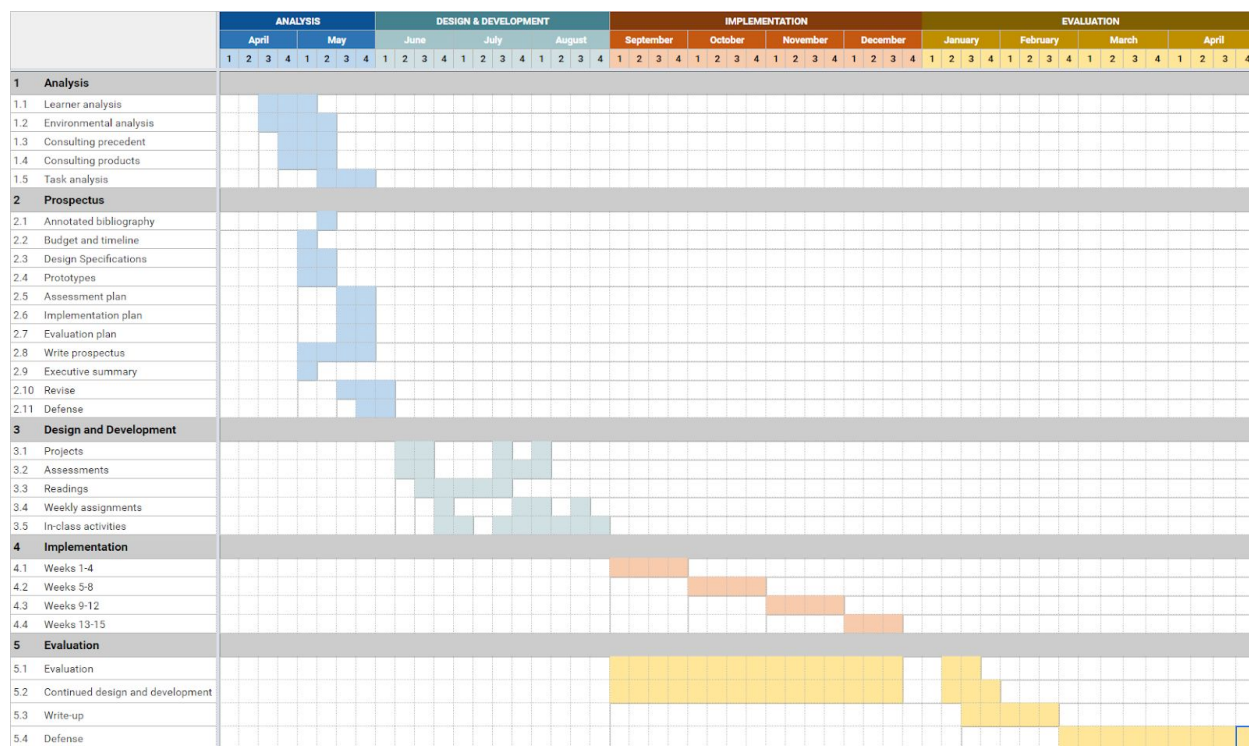 ANALYSIS DESIGN & DEVELOPMENT IMPLEMENTATION EVALUATION
April May June July August September October November December January February March April
1 2 3 4 1 2 3 4 1 2 3 4 1 2 3 4 1 2 3 4 1 2 3 4 1 2 3 4 1 2 3 4 1 2 3 4 1 2 3 4 1 2 3 4 1 2 3 4 1 2 3 4
1 Analysis
1.1 Learner analysis
1.2 Environmental analysis
1.3 Consulting precedent
1.4 Consulting products
1.5 Task analysis
2 Prospectus
2.1 Annotated bibliography
2.2 Budget and timeline
2.3 Design Specifications
2.4 Prototypes
2.5 Assessment plan
2.6 Implementation plan
2.7 Evaluation plan
2.8 Write prospectus
2.9 Executive summary
2.10 Revise
2.11 Defense
3 Design and Development
3.1 Projects
3.2 Assessments
3.3 Readings
3.4 Weekly assignments
3.5 In-class activities
4 Implementation
4.1 Weeks 1-4
4.2 Weeks 5-8
4.3 Weeks 9-12
4.4 Weeks 13-15
5 Evaluation
5.1 Evaluation
5.2 Continued design and development
5.3 Write-up
5.4 Defense